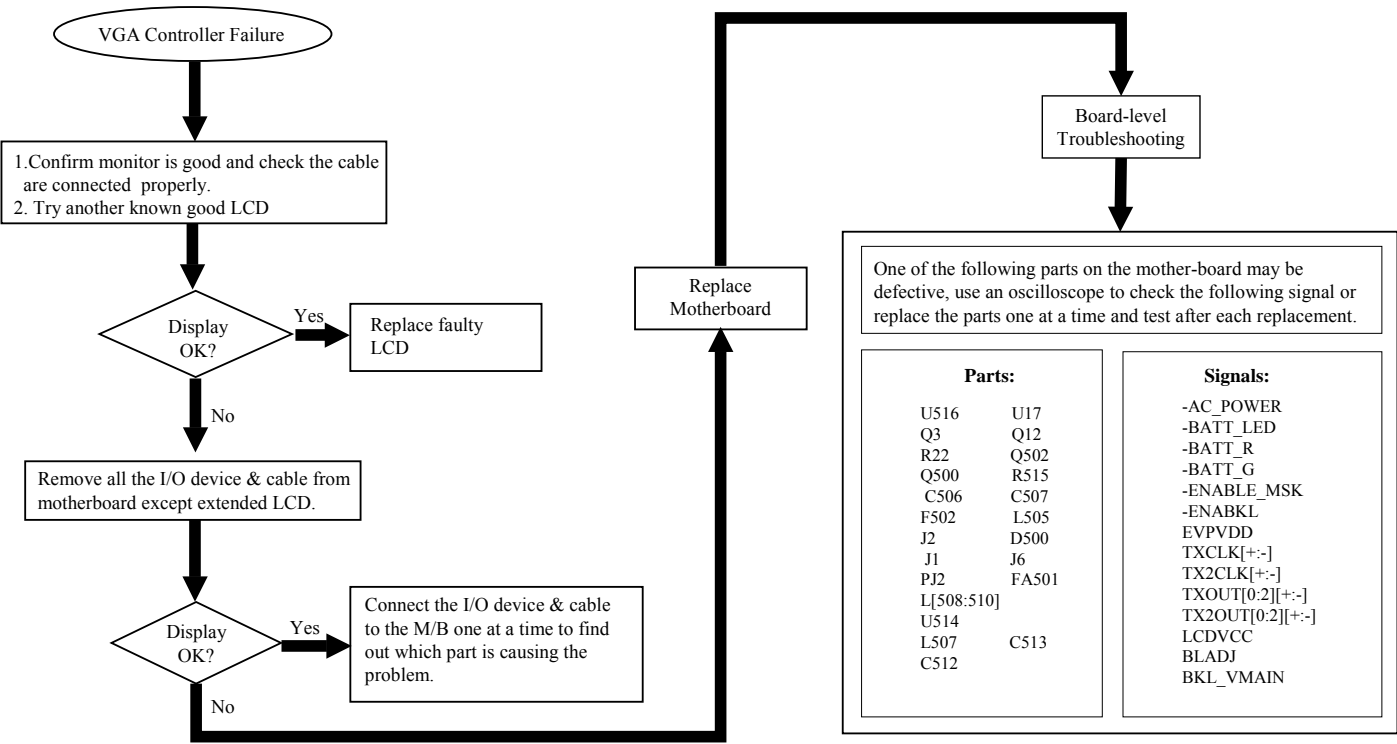 VGA Controller Failure
1.Confirm monitor is good and check the cable
are connected properly.
2. Try another known good LCD
Display
OK?
Yes
Replace faulty
LCD
No
Remove all the I/O device & cable from
motherboard except extended LCD.
Display
OK?
Yes
Connect the I/O device & cable
to the M/B one at a time to find
out which part is causing the
problem.
No
Replace
Motherboard
Board-level
Troubleshooting
One of the following parts on the mother-board may be
defective, use an oscilloscope to check the following signal or
replace the parts one at a time and test after each replacement.
Parts:
U516 U17
Q3 Q12
R22 Q502
Q500 R515
C506 C507
F502 L505
J2 D500
J1 J6
PJ2 FA501
L[508:510]
U514
L507 C513
C512
Signals:
-AC_POWER
-BATT_LED
-BATT_R
-BATT_G
-ENABLE_MSK
-ENABKL
EVPVDD
TXCLK[+:-]
TX2CLK[+:-]
TXOUT[0:2][+:-]
TX2OUT[0:2][+:-]
LCDVCC
BLADJ
BKL_VMAIN